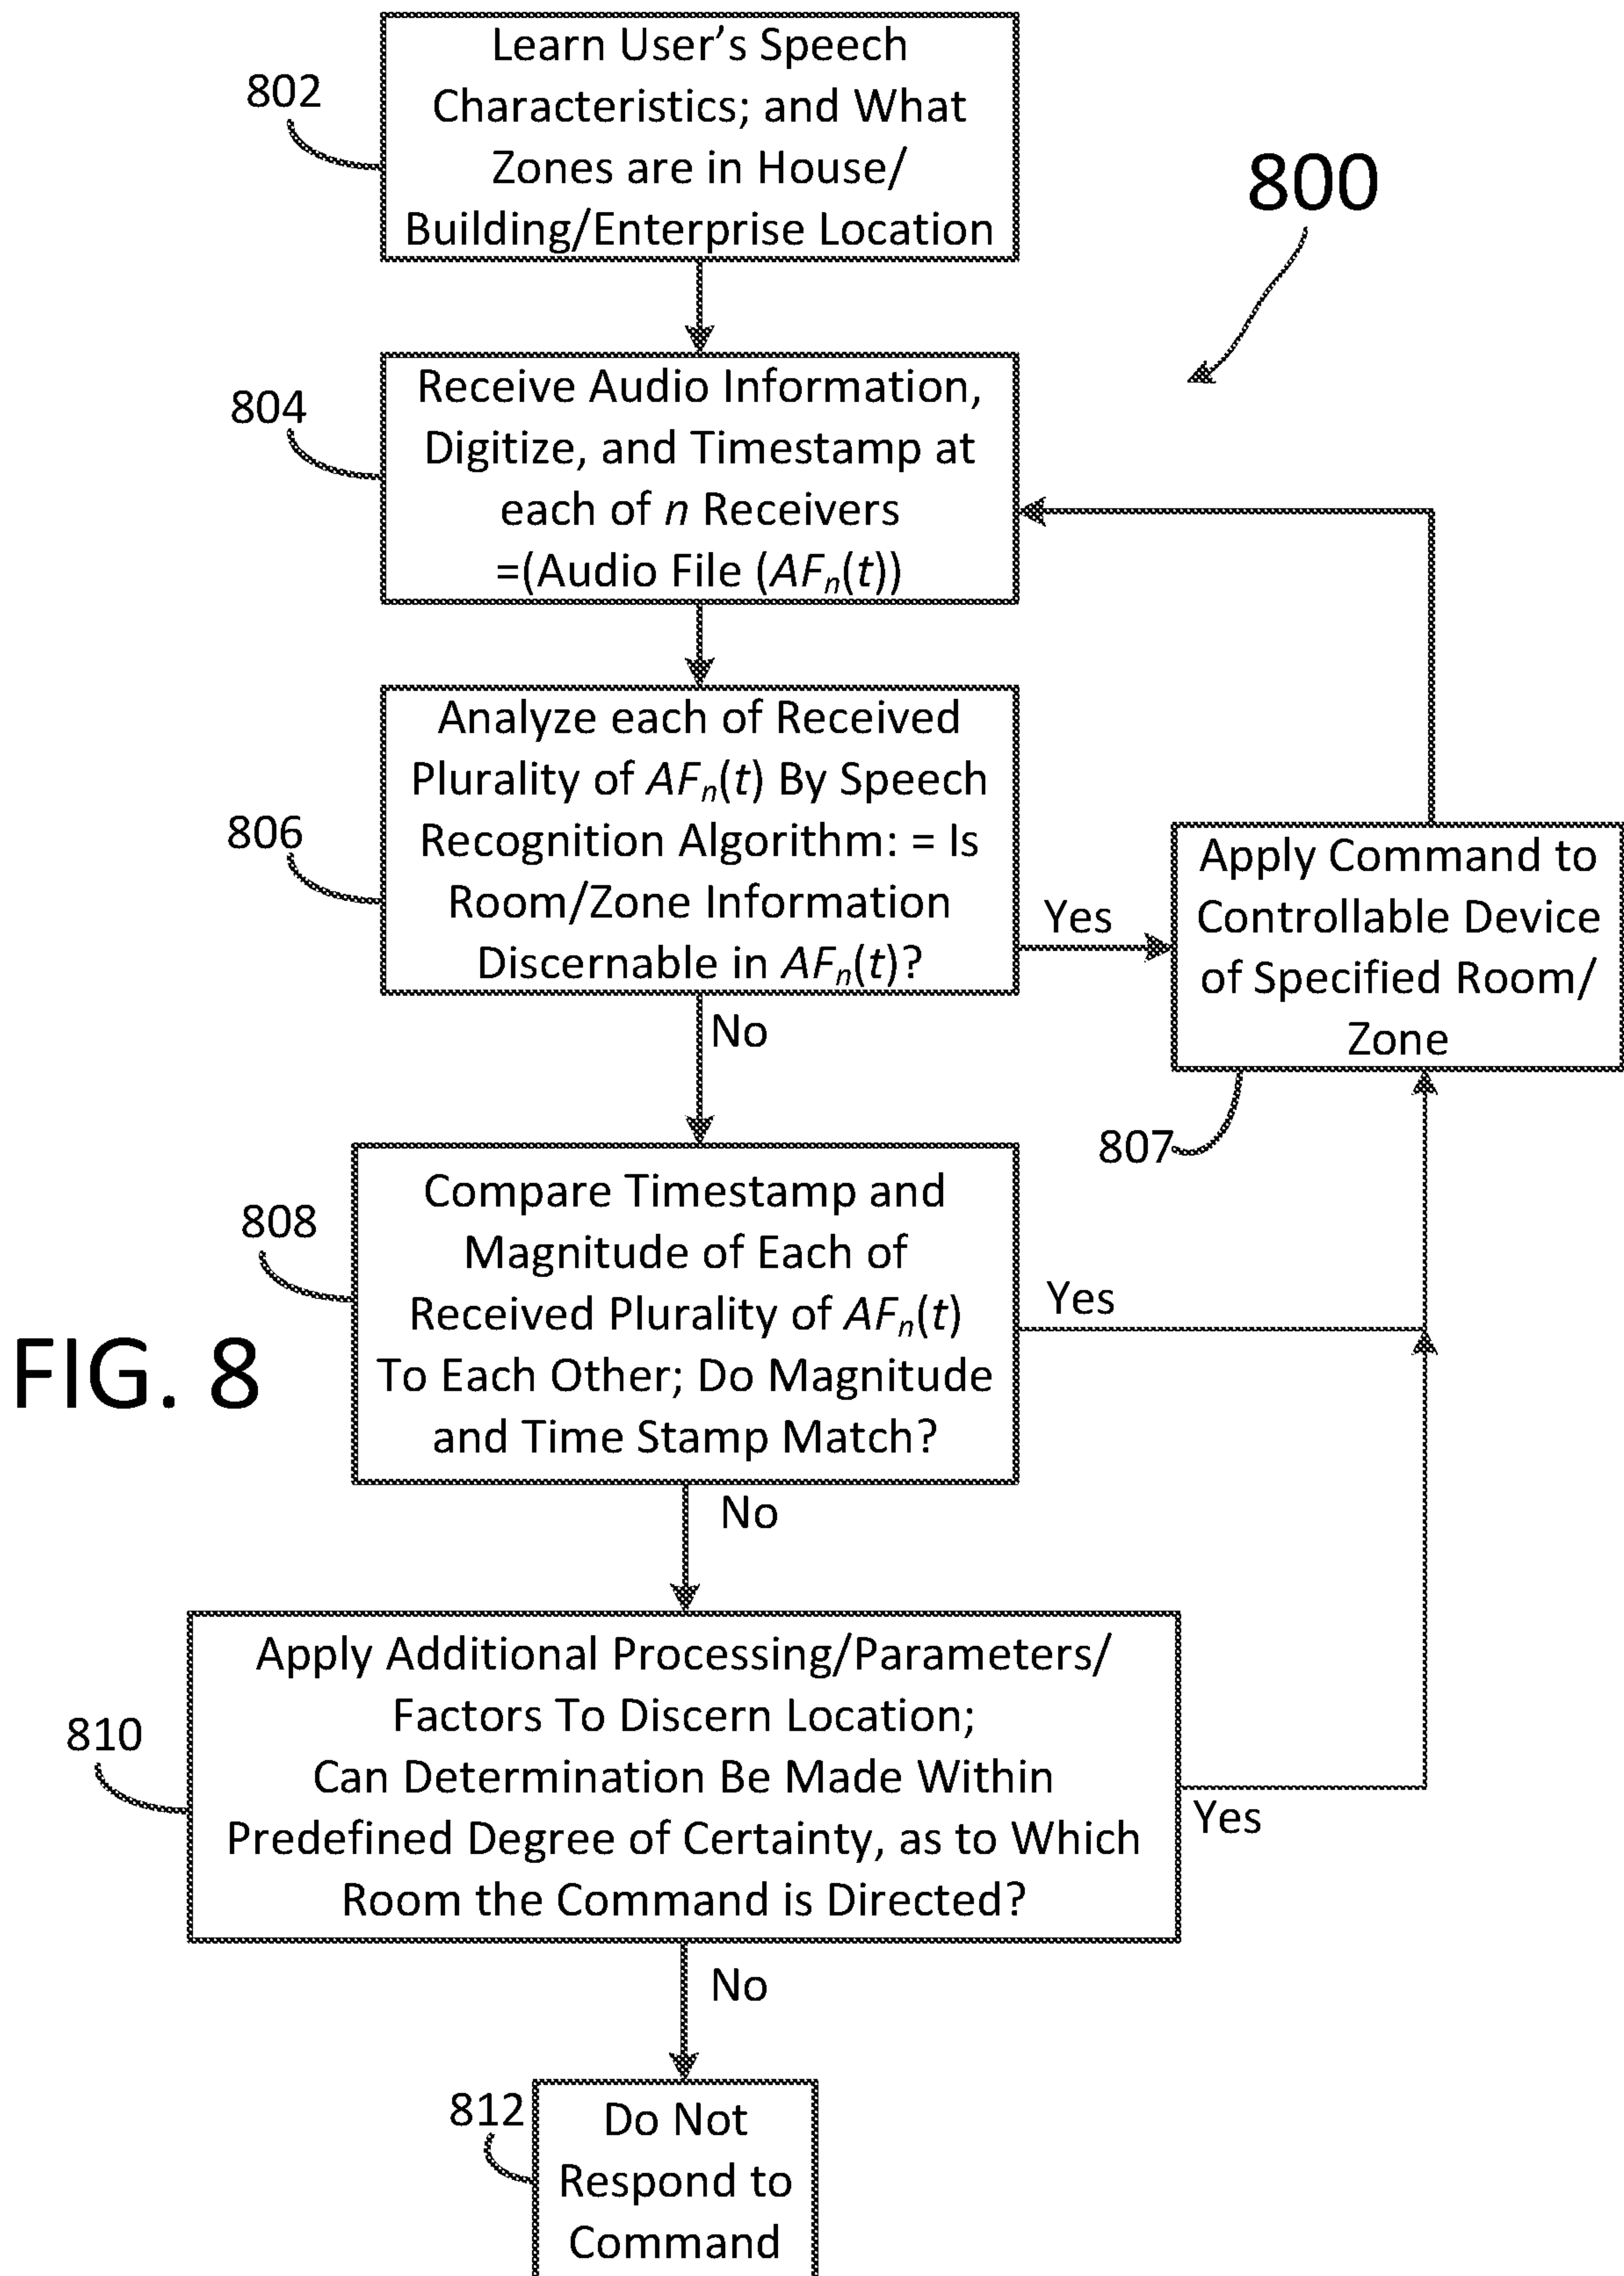 802
Learn User’s Speech
Characteristics; and What
Zones are in House/
Building/Enterprise Location
800
804
Receive Audio Information,
Digitize, and Timestamp at
each of n Receivers
=(Audio File (AFn(t))
806
Analyze each of Received
Plurality of AFn(t) By Speech
Recognition Algorithm: = Is
Room/Zone Information
Discernable in AFn(t)?
Yes
No
Apply Command to
Controllable Device
of Specified Room/
Zone
807
808
Compare Timestamp and
Magnitude of Each of
Received Plurality of AFn(t)
To Each Other; Do Magnitude
and Time Stamp Match?
Yes
No
FIG. 8
810
Apply Additional Processing/Parameters/
Factors To Discern Location;
Can Determination Be Made Within
Predefined Degree of Certainty, as to Which
Room the Command is Directed?
Yes
No
812
Do Not
Respond to
Command